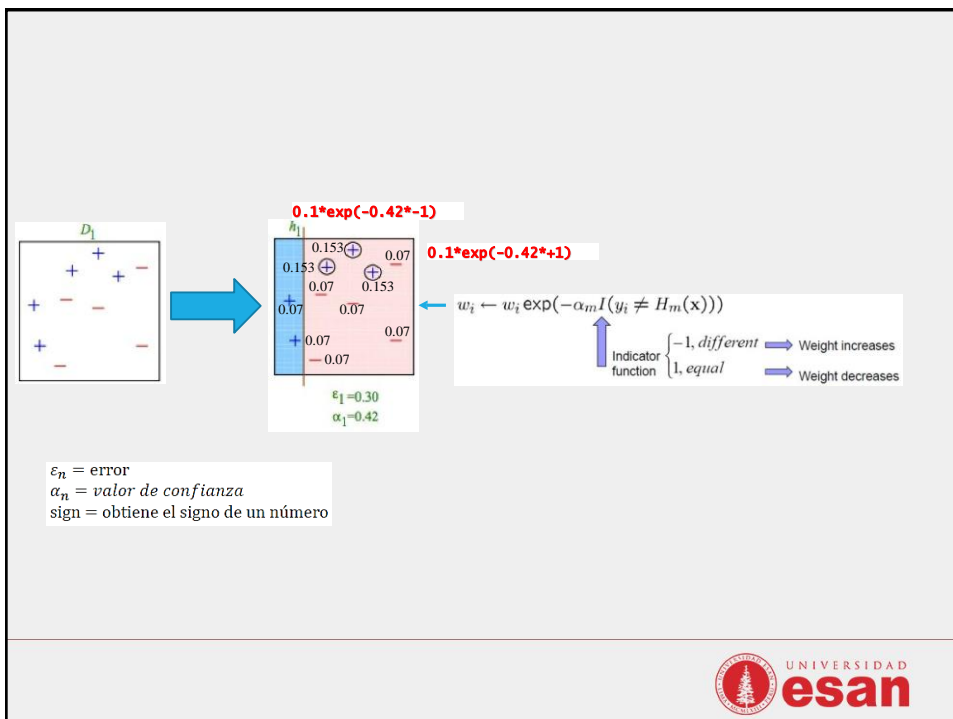 0.1*exp(-0.42*-1)
D₁
h₁
0.1*exp(-0.42*+1)
0.153
0.07
0.153
0.153
0.07
0.07
0.07
0.07
0.07
0.07
wᵢ ← wᵢ exp(−αₘI(yᵢ ≠ Hₘ(x)))
Indicator function
−1, different
Weight increases
1, equal
Weight decreases
ε₁=0.30
α₁=0.42
εₙ = error
αₙ = valor de confianza
sign = obtiene el signo de un número
UNIVERSIDAD
esan